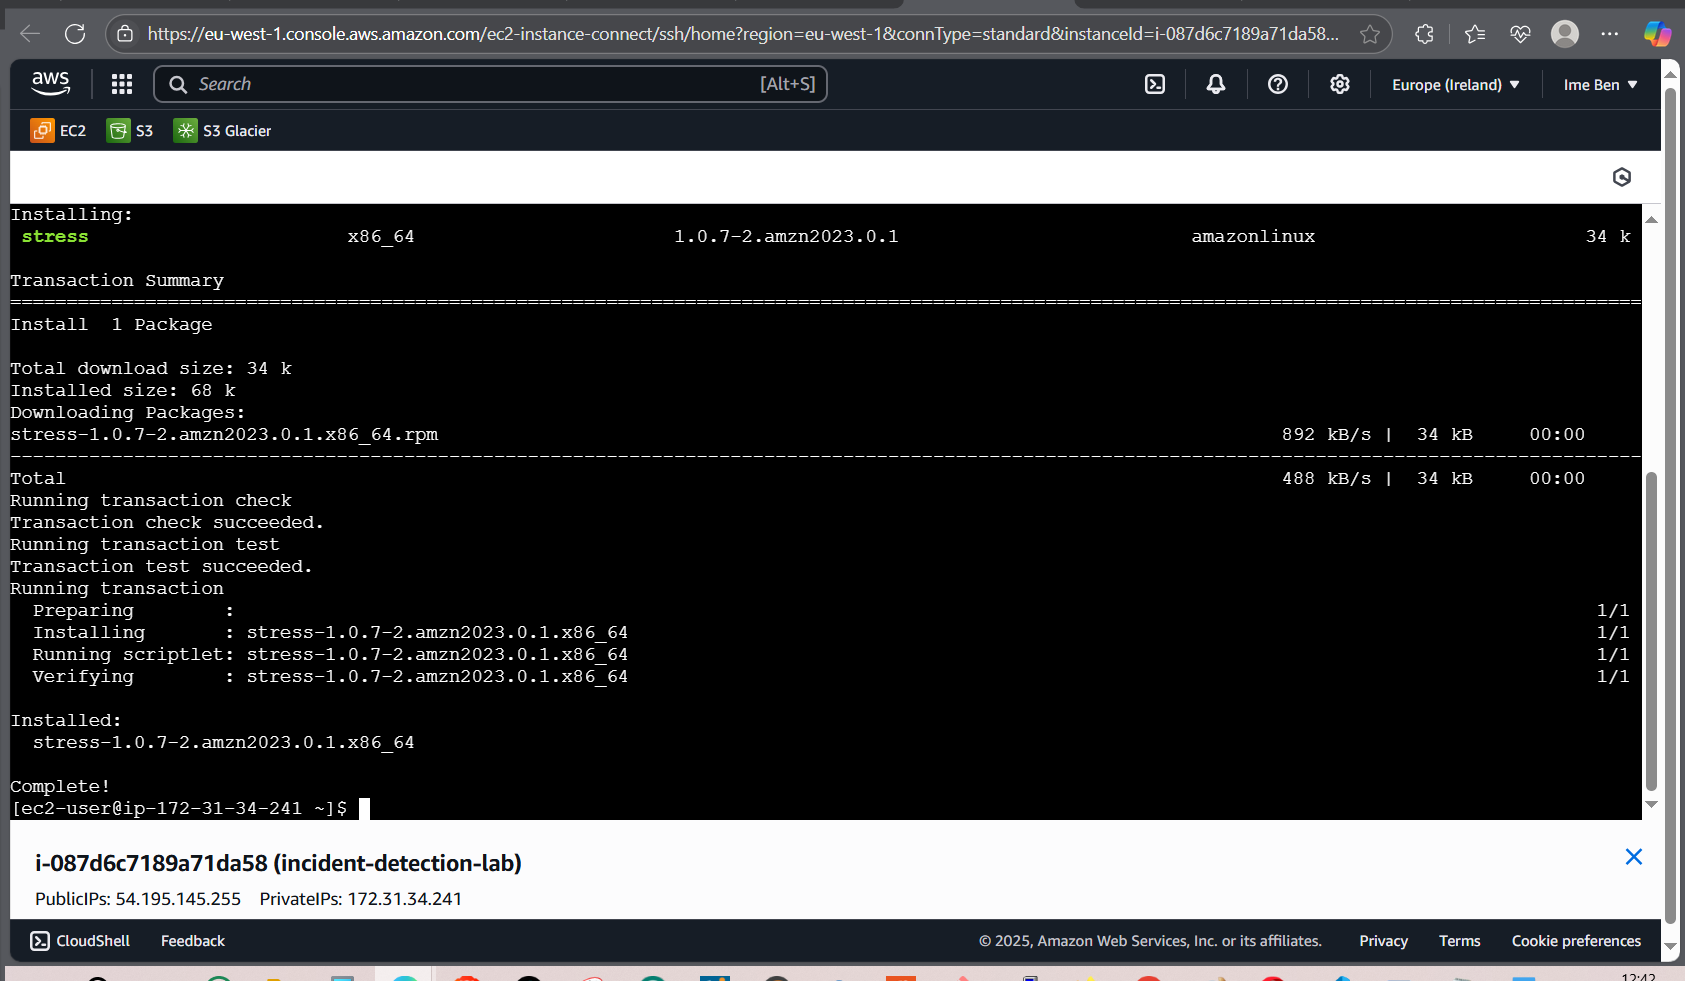 https://eu-west-1.console.aws.amazon.com/ec2-instance-connect/ssh/home?region=eu-west-1&connType=standard&instanceId=i-087d6c7189a71da58...
aws
Search [Alt+S]
Europe (Ireland)
Ime Ben
EC2 S3 S3 Glacier
Installing:
stress x86_64 1.0.7-2.amzn2023.0.1 amazonlinux 34 k
Transaction Summary
Install 1 Package
Total download size: 34 k
Installed size: 68 k
Downloading Packages:
stress-1.0.7-2.amzn2023.0.1.x86_64.rpm 892 kB/s | 34 kB 00:00
Total 488 kB/s | 34 kB 00:00
Running transaction check
Transaction check succeeded.
Running transaction test
Transaction test succeeded.
Running transaction
Preparing : 1/1
Installing : stress-1.0.7-2.amzn2023.0.1.x86_64 1/1
Running scriptlet: stress-1.0.7-2.amzn2023.0.1.x86_64 1/1
Verifying : stress-1.0.7-2.amzn2023.0.1.x86_64 1/1
Installed:
stress-1.0.7-2.amzn2023.0.1.x86_64
Complete!
[ec2-user@ip-172-31-34-241 ~]$
i-087d6c7189a71da58 (incident-detection-lab)
PublicIPs: 54.195.145.255 PrivateIPs: 172.31.34.241
CloudShell Feedback © 2025, Amazon Web Services, Inc. or its affiliates. Privacy Terms Cookie preferences
12:42